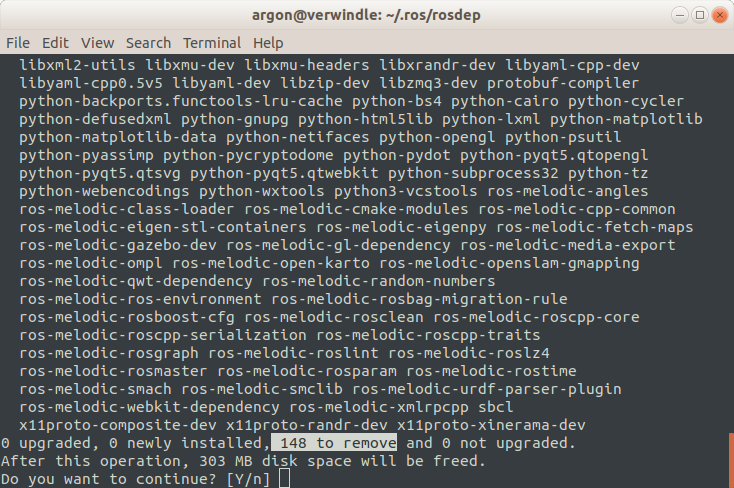 argon@verwindle: ~/.ros/rosdep
File Edit View Search Terminal Help
libxml2-utils libxmu-dev libxmu-headers libxrandr-dev libyaml-cpp-dev
libyaml-cpp0.5v5 libyaml-dev libzip-dev libzmq3-dev protobuf-compiler
python-backports.functools-lru-cache python-bs4 python-cairo python-cycler
python-defusedxml python-gnupg python-html5lib python-lxml python-matplotlib
python-matplotlib-data python-netifaces python-opengl python-psutil
python-pyassimp python-pycryptodome python-pydot python-pyqt5.qtopengl
python-pyqt5.qtsvg python-pyqt5.qtwebkit python-subprocess32 python-tz
python-webencodings python-wxtools python3-vcstools ros-melodic-angles
ros-melodic-class-loader ros-melodic-cmake-modules ros-melodic-cpp-common
ros-melodic-eigen-stl-containers ros-melodic-eigenpy ros-melodic-fetch-maps
ros-melodic-gazebo-dev ros-melodic-gl-dependency ros-melodic-media-export
ros-melodic-ompl ros-melodic-open-karto ros-melodic-openslam-gmapping
ros-melodic-qwt-dependency ros-melodic-random-numbers
ros-melodic-ros-environment ros-melodic-rosbag-migration-rule
ros-melodic-rosboost-cfg ros-melodic-rosclean ros-melodic-roscpp-core
ros-melodic-roscpp-serialization ros-melodic-roscpp-traits
ros-melodic-rosgraph ros-melodic-roslint ros-melodic-roslz4
ros-melodic-rosmaster ros-melodic-rosparam ros-melodic-rostime
ros-melodic-smach ros-melodic-smclib ros-melodic-urdf-parser-plugin
ros-melodic-webkit-dependency ros-melodic-xmlrpcpp sbcl
x11proto-composite-dev x11proto-randr-dev x11proto-xinerama-dev
0 upgraded, 0 newly installed, 148 to remove and 0 not upgraded.
After this operation, 303 MB disk space will be freed.
Do you want to continue? [Y/n]